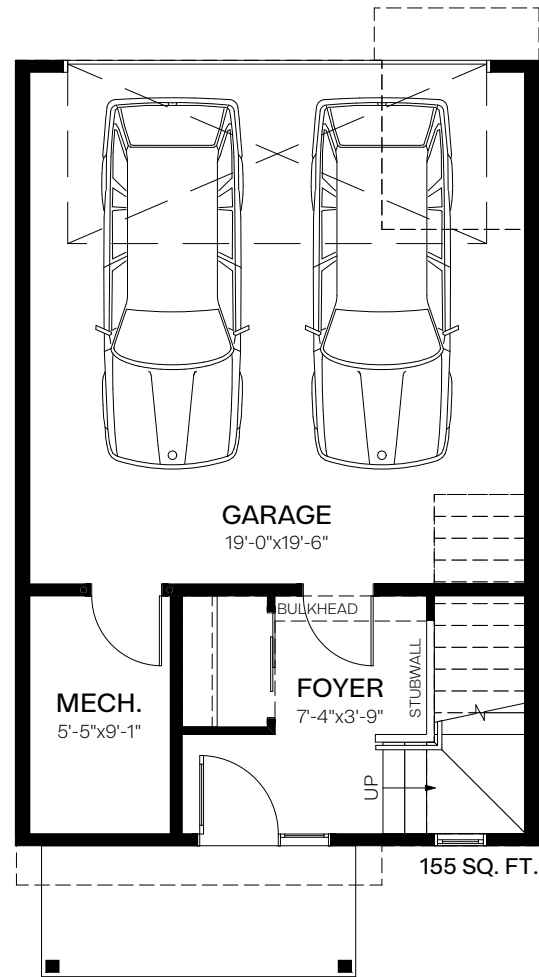 GARAGE
19'-0"x19'-6"
BULKHEAD
FOYER
7'-4"x3'-9"
STUBWALL
MECH.
5'-5"x9'-1"
UP
155 SQ. FT.